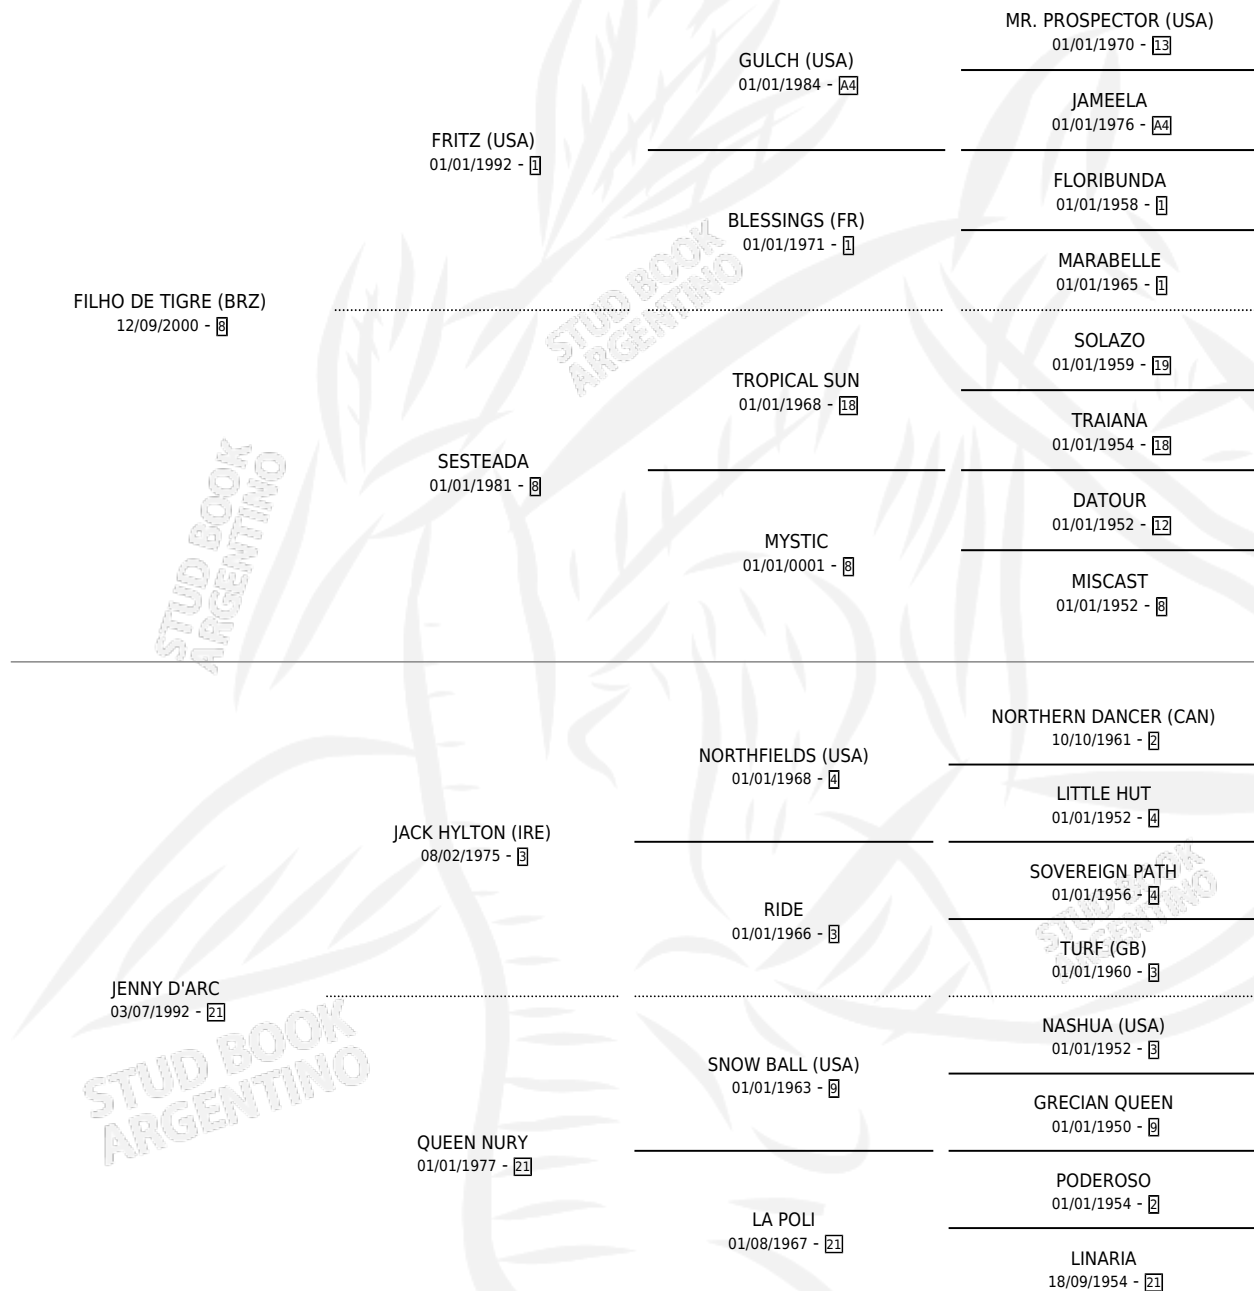 MR. PROSPECTOR (USA)
01/01/1970 - 13
GULCH (USA)
01/01/1984 - A4
JAMEELA
01/01/1976 - A4
FRITZ (USA)
01/01/1992 - 1
FLORIBUNDA
01/01/1958 - 1
BLESSINGS (FR)
01/01/1971 - 1
MARABELLE
01/01/1965 - 1
FILHO DE TIGRE (BRZ)
12/09/2000 - 8
SOLAZO
01/01/1959 - 19
TROPICAL SUN
01/01/1968 - 18
TRAIANA
01/01/1954 - 18
SESTEADA
01/01/1981 - 8
DATOUR
01/01/1952 - 12
MYSTIC
01/01/0001 - 8
MISCAST
01/01/1952 - 8
NORTHERN DANCER (CAN)
10/10/1961 - 2
NORTHFIELDS (USA)
01/01/1968 - 4
LITTLE HUT
01/01/1952 - 4
JACK HYLTON (IRE)
08/02/1975 - 3
SOVEREIGN PATH
01/01/1956 - 4
RIDE
01/01/1966 - 3
TURF (GB)
01/01/1960 - 3
JENNY D'ARC
03/07/1992 - 21
NASHUA (USA)
01/01/1952 - 3
SNOW BALL (USA)
01/01/1963 - 9
GRECIAN QUEEN
01/01/1950 - 9
QUEEN NURY
01/01/1977 - 21
PODEROSO
01/01/1954 - 2
LA POLI
01/08/1967 - 21
LINARIA
18/09/1954 - 21
STUD BOOK
ARGENTINO
STUD BOOK
ARGENTINO
STUD BOOK
ARGENTINO
STUD BOOK
ARGENTINO